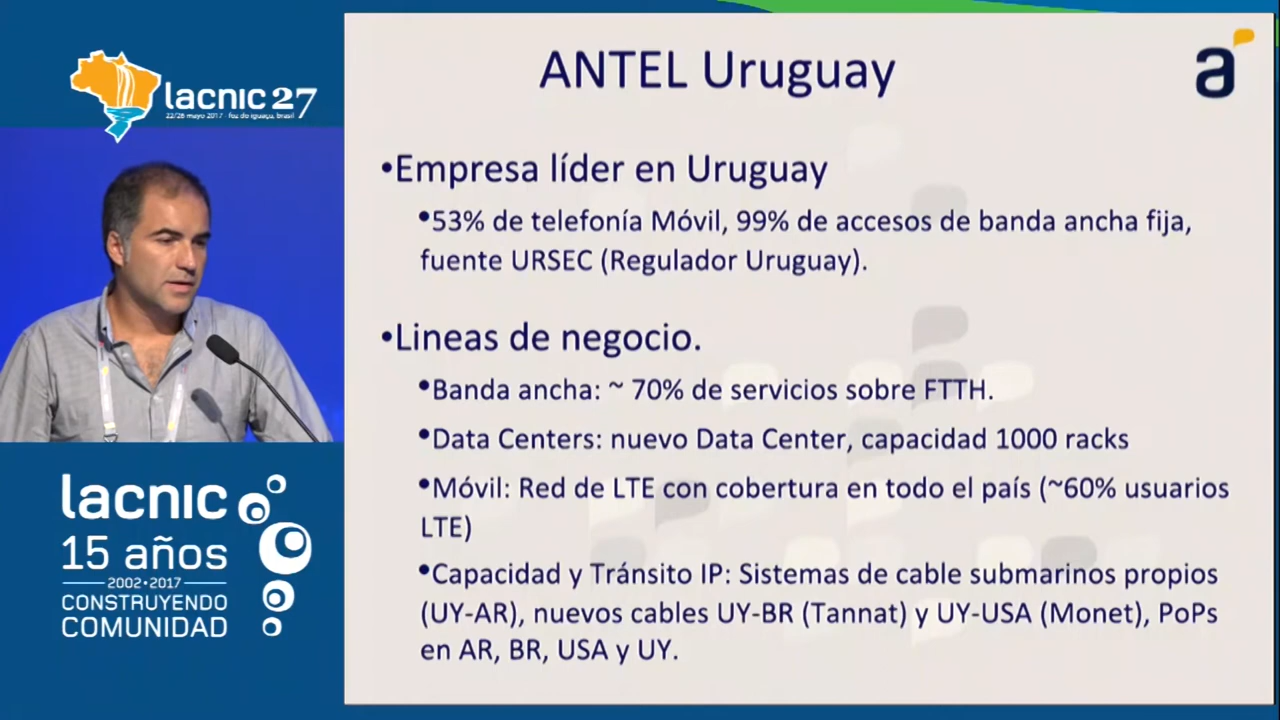 lacnic 27
22/26 mayo 2017 - foz do iguaçu, brasil
lacnic
15 años
2002•2017
CONSTRUYENDO
COMUNIDAD
ANTEL Uruguay
a
•Empresa líder en Uruguay
•53% de telefonía Móvil, 99% de accesos de banda ancha fija,
fuente URSEC (Regulador Uruguay).
•Lineas de negocio.
•Banda ancha: ~ 70% de servicios sobre FTTH.
•Data Centers: nuevo Data Center, capacidad 1000 racks
•Móvil: Red de LTE con cobertura en todo el país (~60% usuarios
LTE)
•Capacidad y Tránsito IP: Sistemas de cable submarinos propios
(UY-AR), nuevos cables UY-BR (Tannat) y UY-USA (Monet), PoPs
en AR, BR, USA y UY.